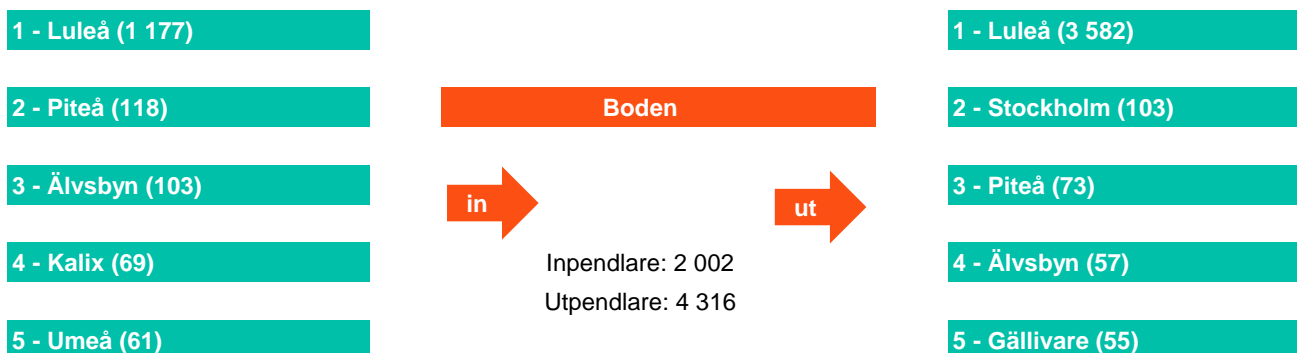 1 - Luleå (1 177)
2 - Piteå (118)
3 - Älvsbyn (103)
4 - Kalix (69)
5 - Umeå (61)
Boden
in
ut
Inpendlare: 2 002
Utpendlare: 4 316
1 - Luleå (3 582)
2 - Stockholm (103)
3 - Piteå (73)
4 - Älvsbyn (57)
5 - Gällivare (55)